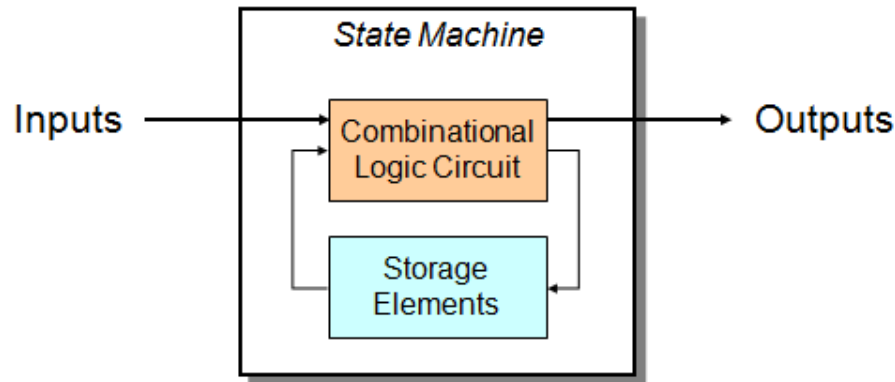 State Machine
Inputs
Combinational
Logic Circuit
Outputs
Storage
Elements